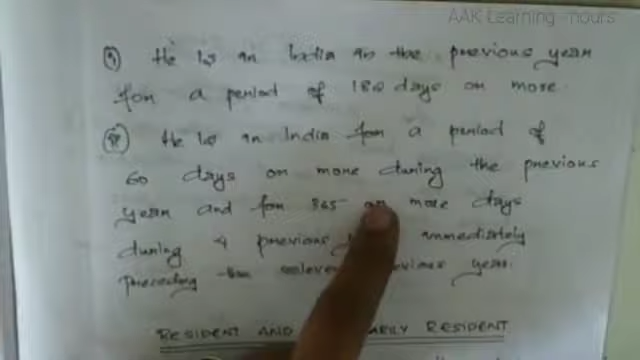 AAK Learning hours
(i) He is in India in the previous year
for a period of 182 days or more
(ii) He is in India for a period of
60 days or more during the previous
year and for 365 or more days
during 4 previous immediately
preceding the previous year.
RESIDENT AND RESIDENT